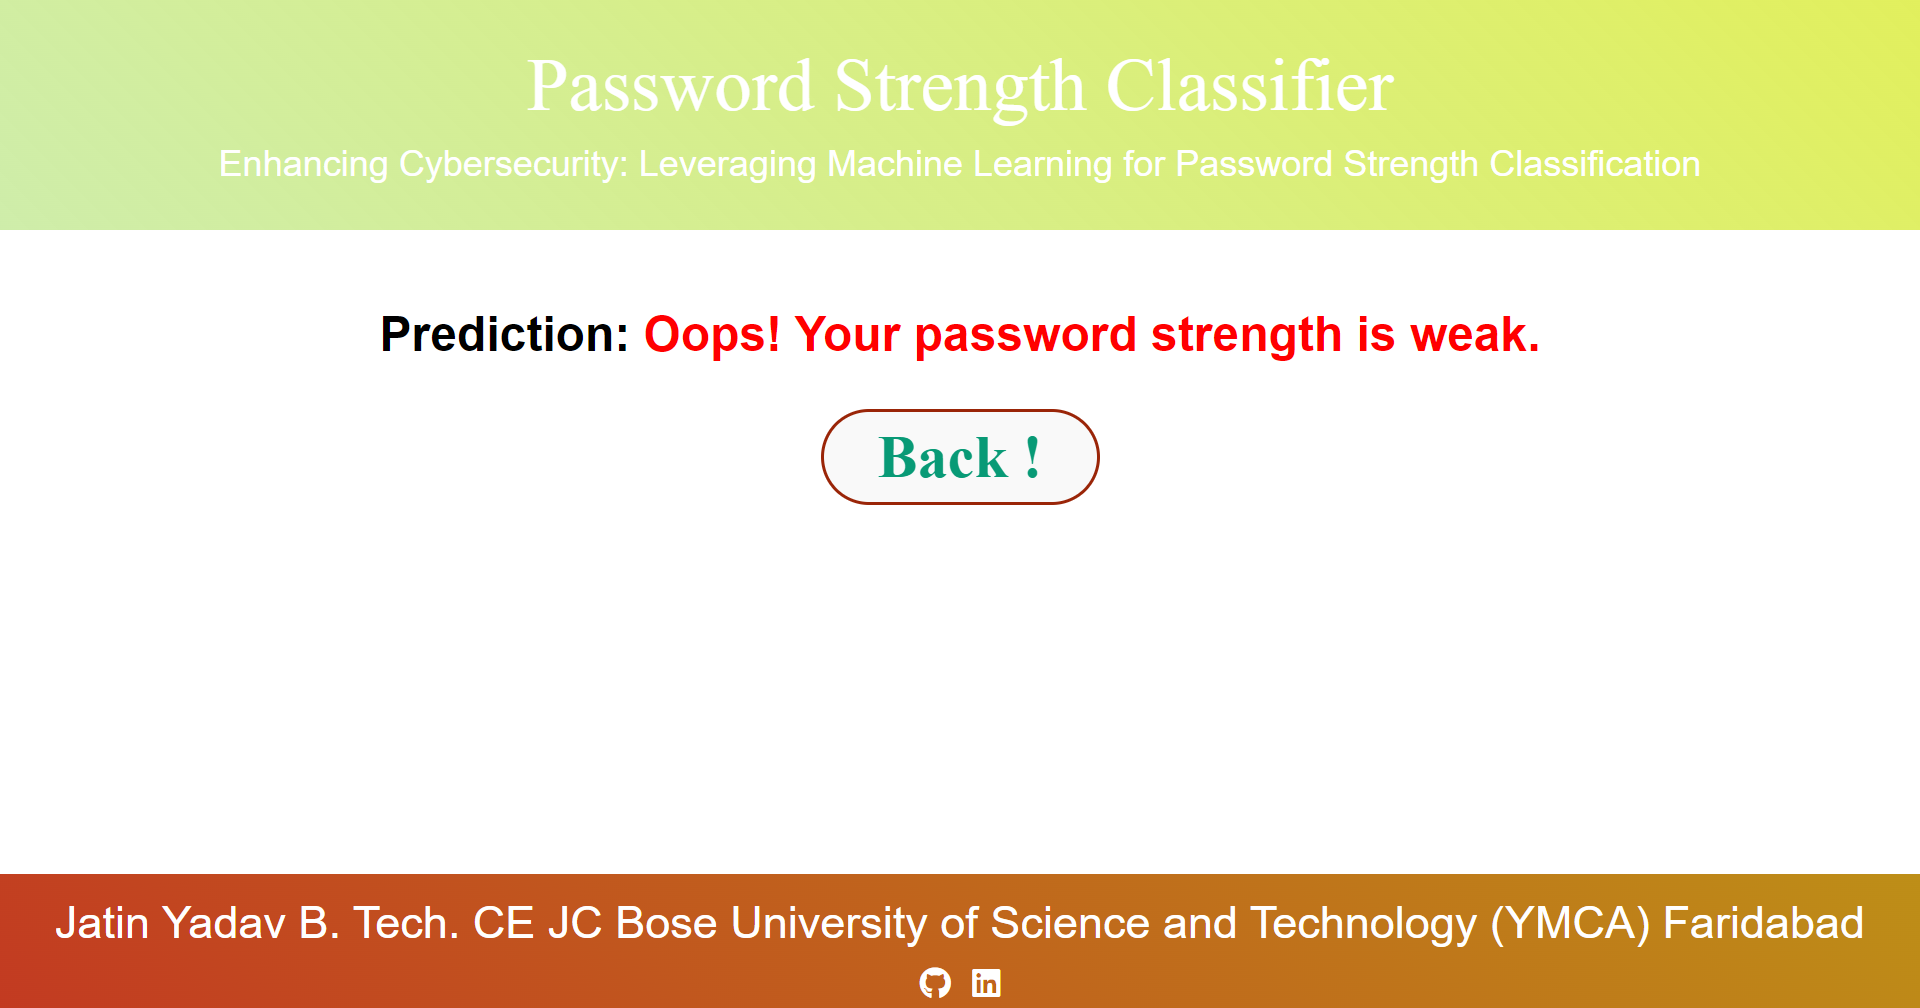 Password Strength Classifier
Enhancing Cybersecurity: Leveraging Machine Learning for Password Strength Classification
Prediction: Oops! Your password strength is weak.
Back !
Jatin Yadav B. Tech. CE JC Bose University of Science and Technology (YMCA) Faridabad
in